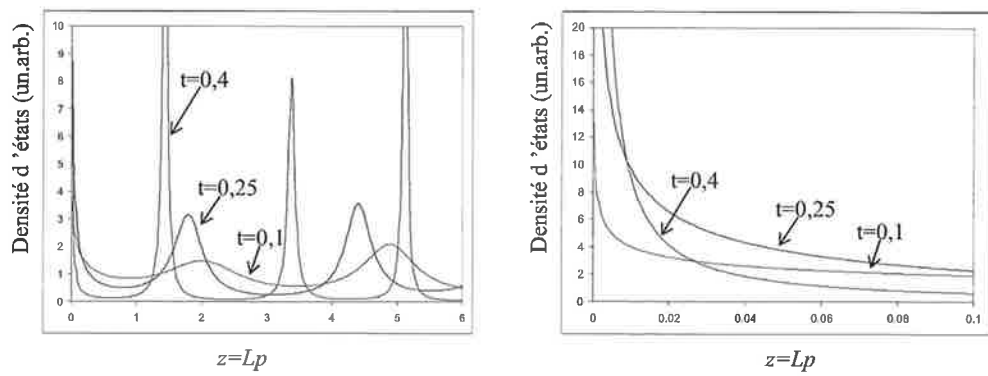 Densité d 'états (un.arb.)
10
9
8
7
6
5
4
3
2
1
0
t=0,4
t=0,25
t=0,1
0 1 2 3 4 5 6
z=Lp
Densité d 'états (un.arb.)
20
18
16
14
12
10
8
6
4
2
0
t=0,4
t=0,25
t=0,1
0 0.02 0.04 0.06 0.08 0.1
z=Lp